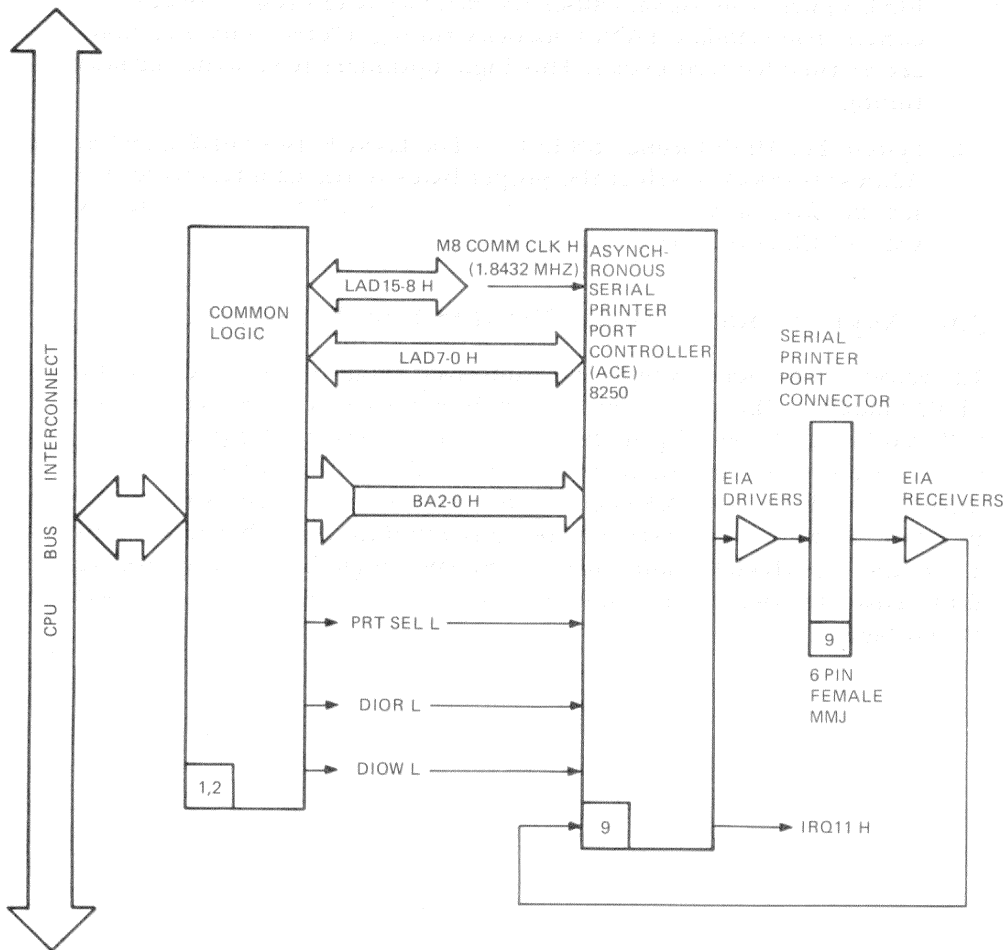 CPU BUS INTERCONNECT
COMMON
LOGIC
1,2
LAD15-8 H
M8 COMM CLK H
(1.8432 MHZ)
LAD7-0 H
BA2-0 H
PRT SEL L
DIOR L
DIOW L
ASYNCH-
RONOUS
SERIAL
PRINTER
PORT
CONTROLLER
(ACE)
8250
9
IRQ11 H
EIA
DRIVERS
SERIAL
PRINTER
PORT
CONNECTOR
9
6 PIN
FEMALE
MMJ
EIA
RECEIVERS